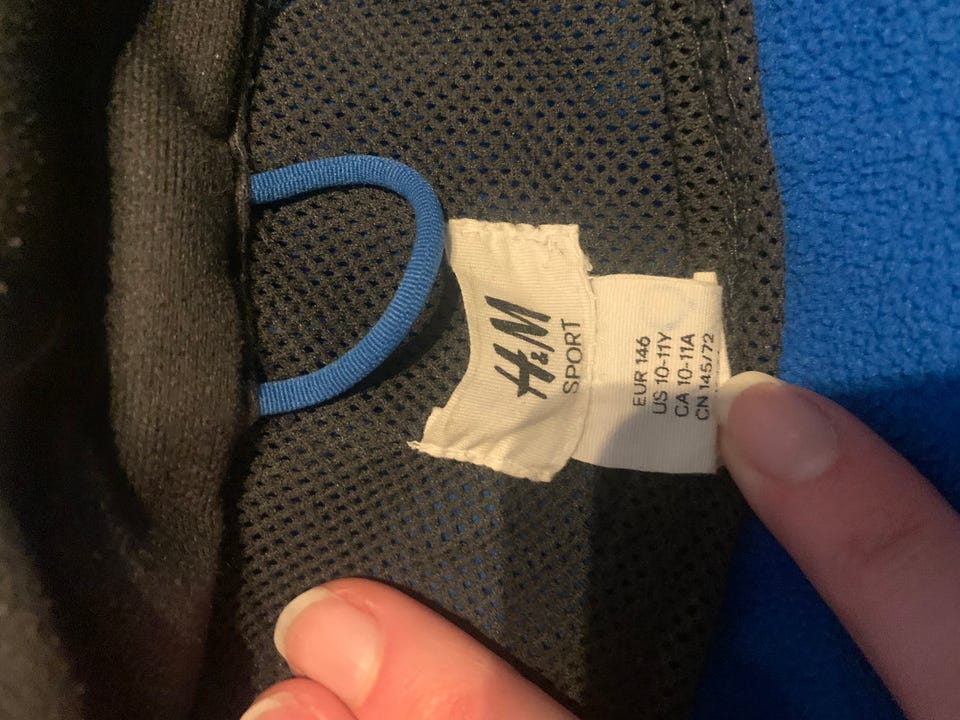 H&M
SPORT
EUR 146
US 10-11Y
CA 10-11A
CN 145/72